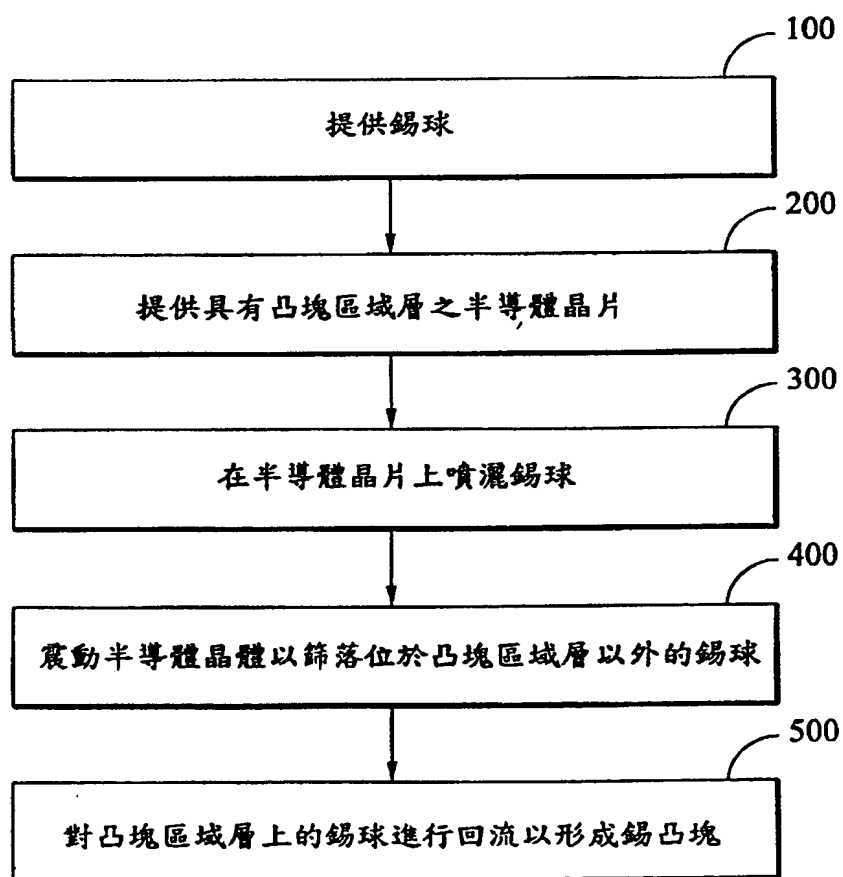 100
提供錫球
200
提供具有凸塊區域層之半導體晶片
300
在半導體晶片上噴灑錫球
400
震動半導體晶體以篩落位於凸塊區域層以外的錫球
500
對凸塊區域層上的錫球進行回流以形成錫凸塊